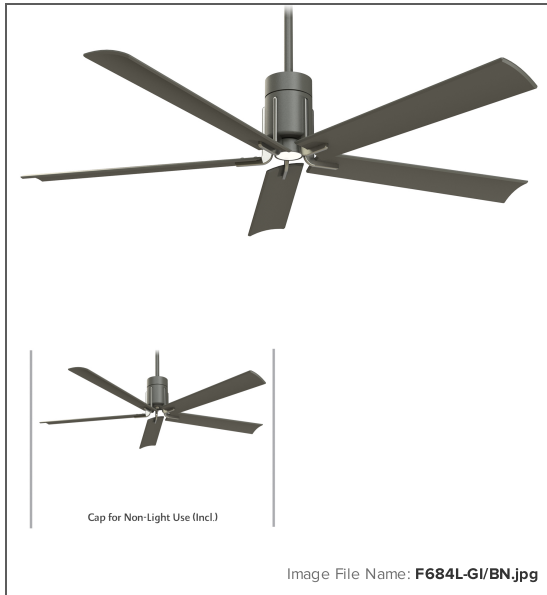 Cap for Non-Light Use (Incl.)
Image File Name: F684L-GI/BN.jpg